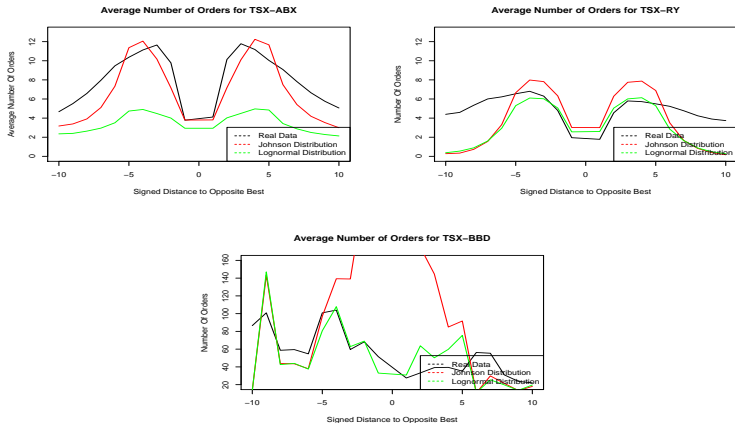 Average Number of Orders for TSX−ABX
Average Number Of Orders
12
10
8
6
4
2
0
Real Data
Johnson Distribution
Lognormal Distribution
−10 −5 0 5 10
Signed Distance to Opposite Best
Average Number of Orders for TSX−RY
Number Of Orders
12
10
8
6
4
2
0
Real Data
Johnson Distribution
Lognormal Distribution
−10 −5 0 5 10
Signed Distance to Opposite Best
Average Number of Orders for TSX−BBD
Number Of Orders
160
140
120
100
80
60
40
20
Real Data
Johnson Distribution
Lognormal Distribution
−10 −5 0 5 10
Signed Distance to Opposite Best